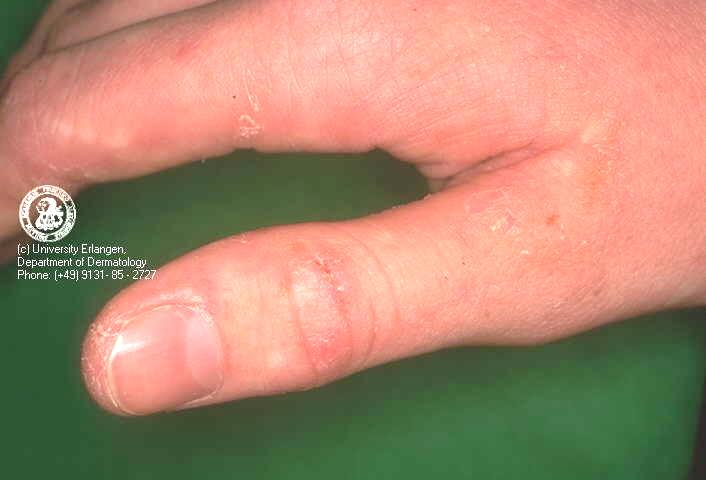 (c) University Erlangen,
Department of Dermatology
Phone: (+49) 9131- 85 - 2727